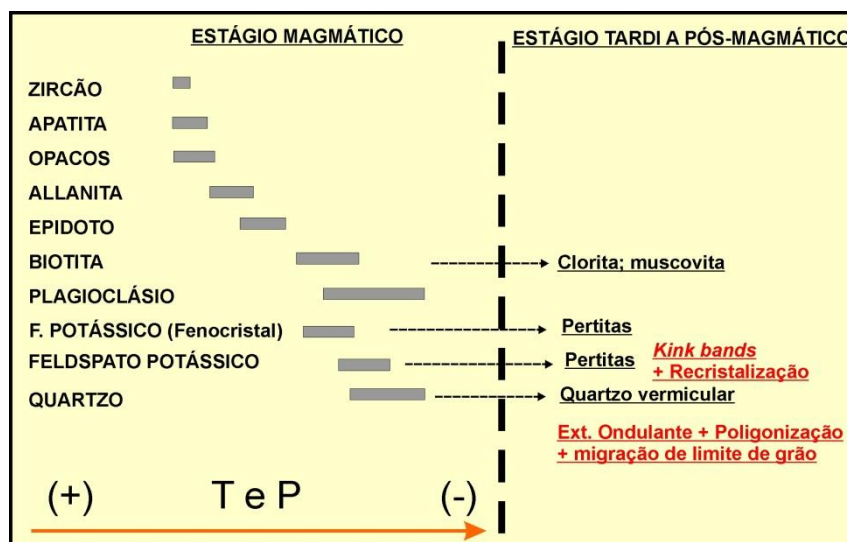 ESTÁGIO MAGMÁTICO
ESTÁGIO TARDI A PÓS-MAGMÁTICO
ZIRCÃO
APATITA
OPACOS
ALLANITA
EPIDOTO
BIOTITA
Clorita; muscovita
PLAGIOCLÁSIO
F. POTÁSSICO (Fenocristal)
Pertitas
FELDSPATO POTÁSSICO
Pertitas
Kink bands
+ Recristalização
QUARTZO
Quartzo vermicular
Ext. Ondulante + Poligonização
+ migração de limite de grão
(+) T e P (-)